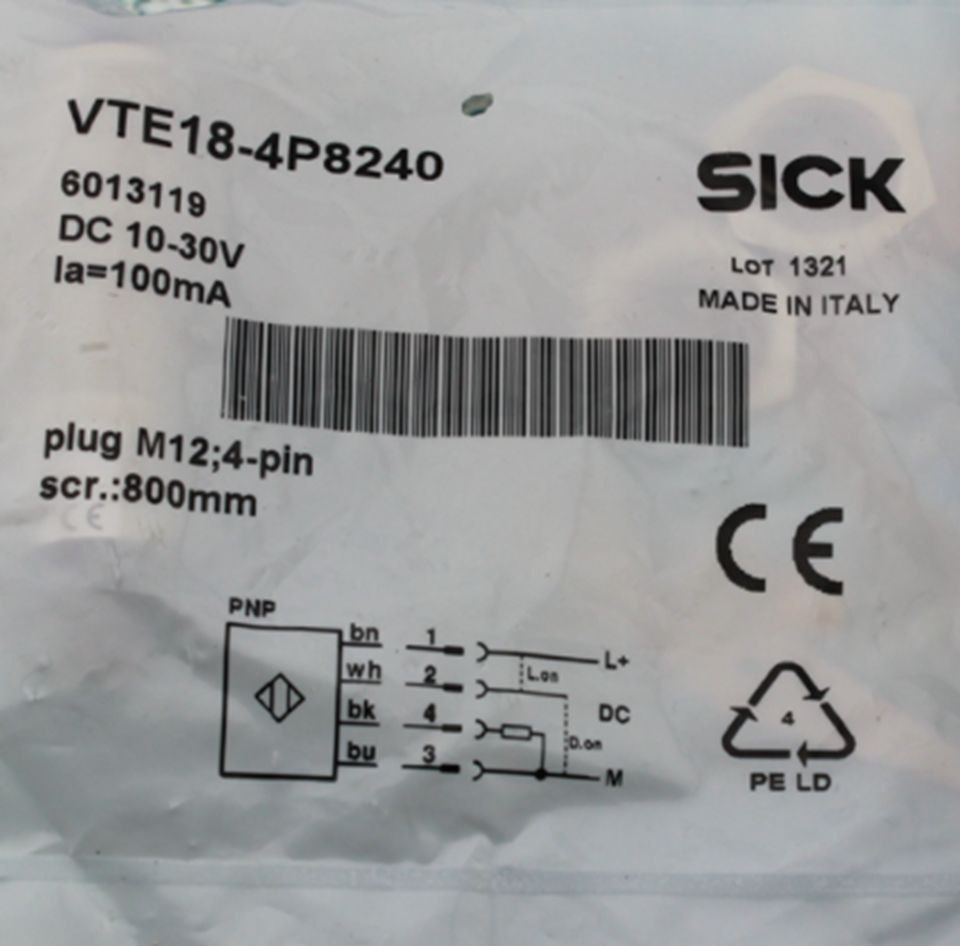 VTE18-4P8240
6013119
DC 10-30V
Ia=100mA
SICK
LOT 1321
MADE IN ITALY
plug M12;4-pin
scr.:800mm
CE
CE
PNP
bn 1 L+
L.on
wh 2
DC
bk 4
D.on
bu 3 M
4
PE LD